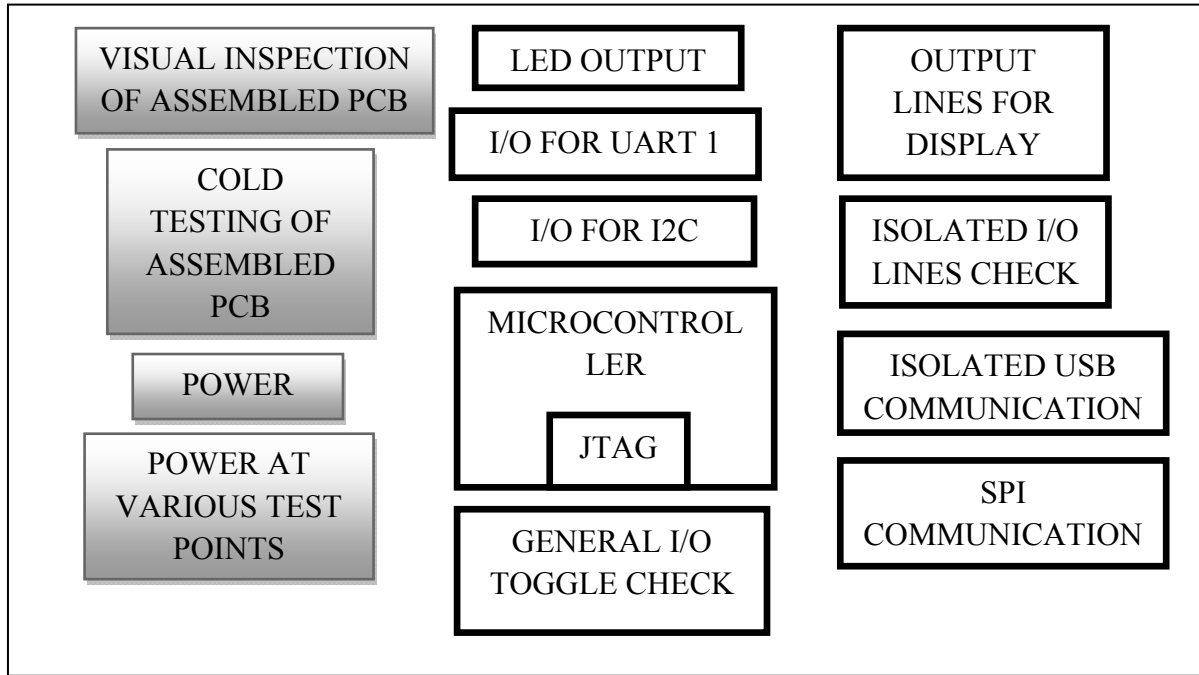 VISUAL INSPECTION
OF ASSEMBLED PCB
COLD
TESTING OF
ASSEMBLED
PCB
POWER
POWER AT
VARIOUS TEST
POINTS
LED OUTPUT
I/O FOR UART 1
I/O FOR I2C
MICROCONTROL
LER
JTAG
GENERAL I/O
TOGGLE CHECK
OUTPUT
LINES FOR
DISPLAY
ISOLATED I/O
LINES CHECK
ISOLATED USB
COMMUNICATION
SPI
COMMUNICATION